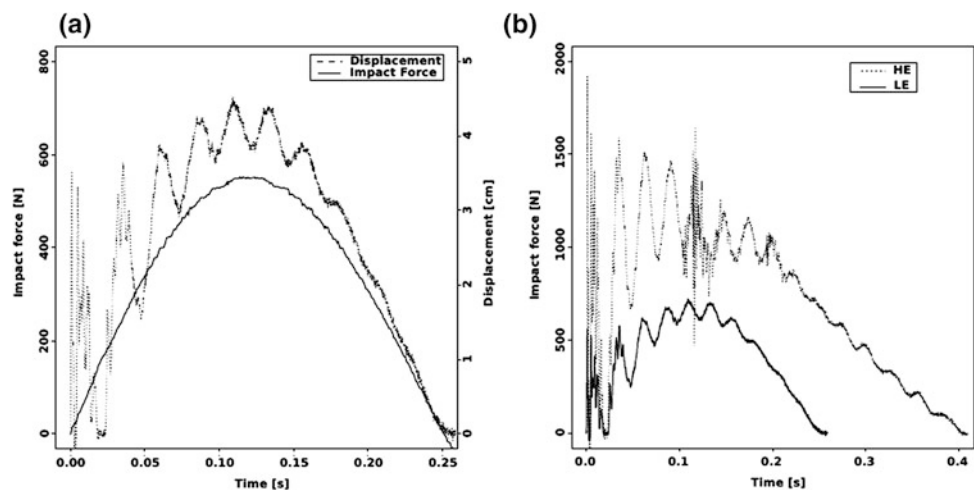 (a)
Displacement
Impact Force
Impact force [N]
800
600
400
200
0
Displacement [cm]
5
4
3
2
1
0
0.00 0.05 0.10 0.15 0.20 0.25
Time [s]
(b)
HE
LE
Impact force [N]
2000
1500
1000
500
0
0.0 0.1 0.2 0.3 0.4
Time [s]